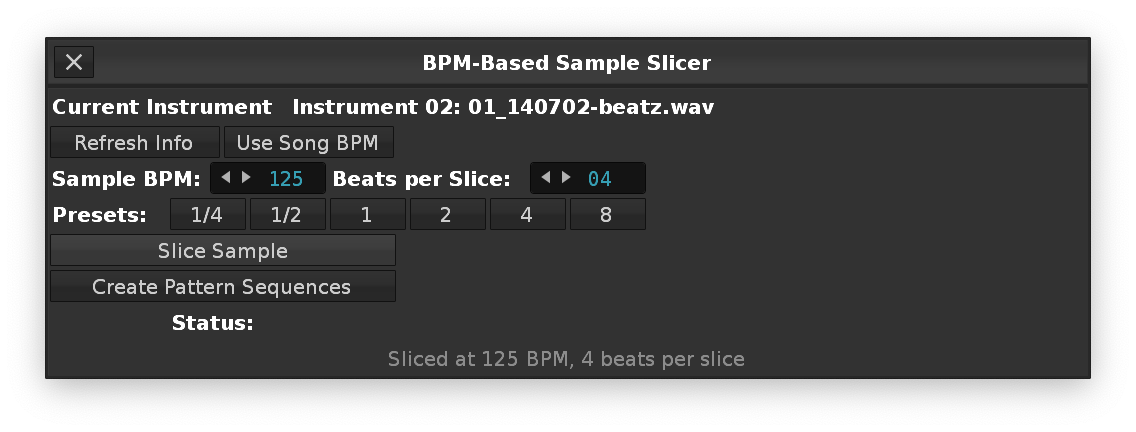 BPM-Based Sample Slicer
Current Instrument Instrument 02: 01_140702-beatz.wav
Refresh Info Use Song BPM
Sample BPM: 125 Beats per Slice: 04
Presets: 1/4 1/2 1 2 4 8
Slice Sample
Create Pattern Sequences
Status:
Sliced at 125 BPM, 4 beats per slice